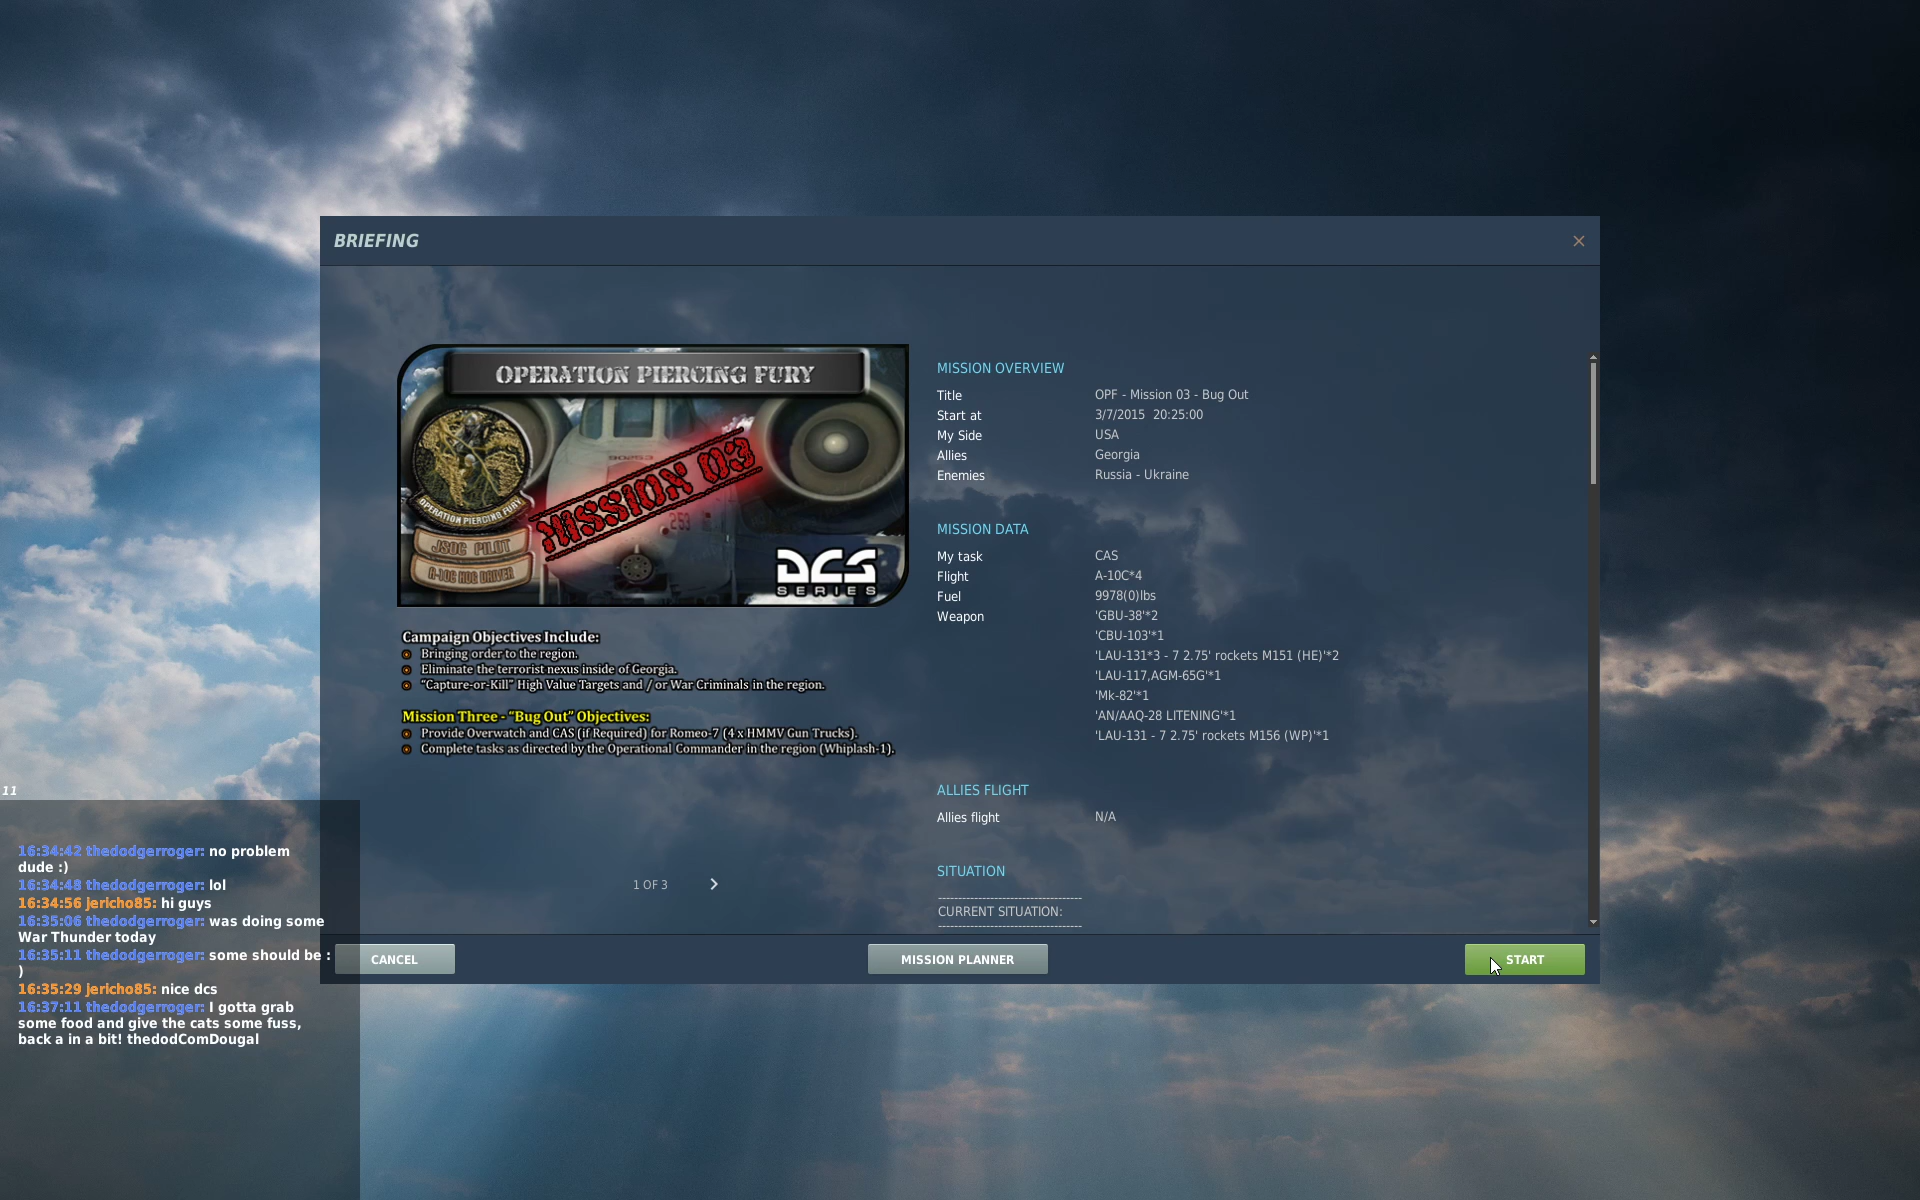 BRIEFING
×
OPERATION PIERCING FURY
MISSION 03
OPERATION PIERCING FURY
JSOC PILOT
A-10C HOG DRIVER
253
DCS
SERIES
Campaign Objectives Include:
Bringing order to the region.
Eliminate the terrorist nexus inside of Georgia.
“Capture-or-Kill” High Value Targets and / or War Criminals in the region.
Mission Three - “Bug Out” Objectives:
Provide Overwatch and CAS (if Required) for Romeo-7 (4 x HMMV Gun Trucks).
Complete tasks as directed by the Operational Commander in the region (Whiplash-1).
1 OF 3
MISSION OVERVIEW
Title OPF - Mission 03 - Bug Out
Start at 3/7/2015 20:25:00
My Side USA
Allies Georgia
Enemies Russia - Ukraine
MISSION DATA
My task CAS
Flight A-10C*4
Fuel 9978(0)lbs
Weapon 'GBU-38'*2
'CBU-103'*1
'LAU-131*3 - 7 2.75' rockets M151 (HE)'*2
'LAU-117,AGM-65G'*1
'Mk-82'*1
'AN/AAQ-28 LITENING'*1
'LAU-131 - 7 2.75' rockets M156 (WP)'*1
ALLIES FLIGHT
Allies flight N/A
SITUATION
------------------------------------
CURRENT SITUATION:
------------------------------------
CANCEL
MISSION PLANNER
START
11
16:34:42 thedodgerroger: no problem
dude :)
16:34:48 thedodgerroger: lol
16:34:56 jericho85: hi guys
16:35:06 thedodgerroger: was doing some
War Thunder today
16:35:11 thedodgerroger: some should be :
)
16:35:29 jericho85: nice dcs
16:37:11 thedodgerroger: I gotta grab
some food and give the cats some fuss,
back a in a bit! thedodComDougal